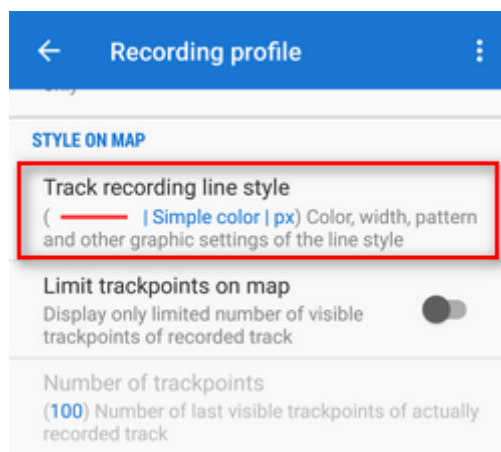 Recording profile
STYLE ON MAP
Track recording line style
( | Simple color | px) Color, width, pattern
and other graphic settings of the line style
Limit trackpoints on map
Display only limited number of visible
trackpoints of recorded track
Number of trackpoints
(100) Number of last visible trackpoints of actually
recorded track